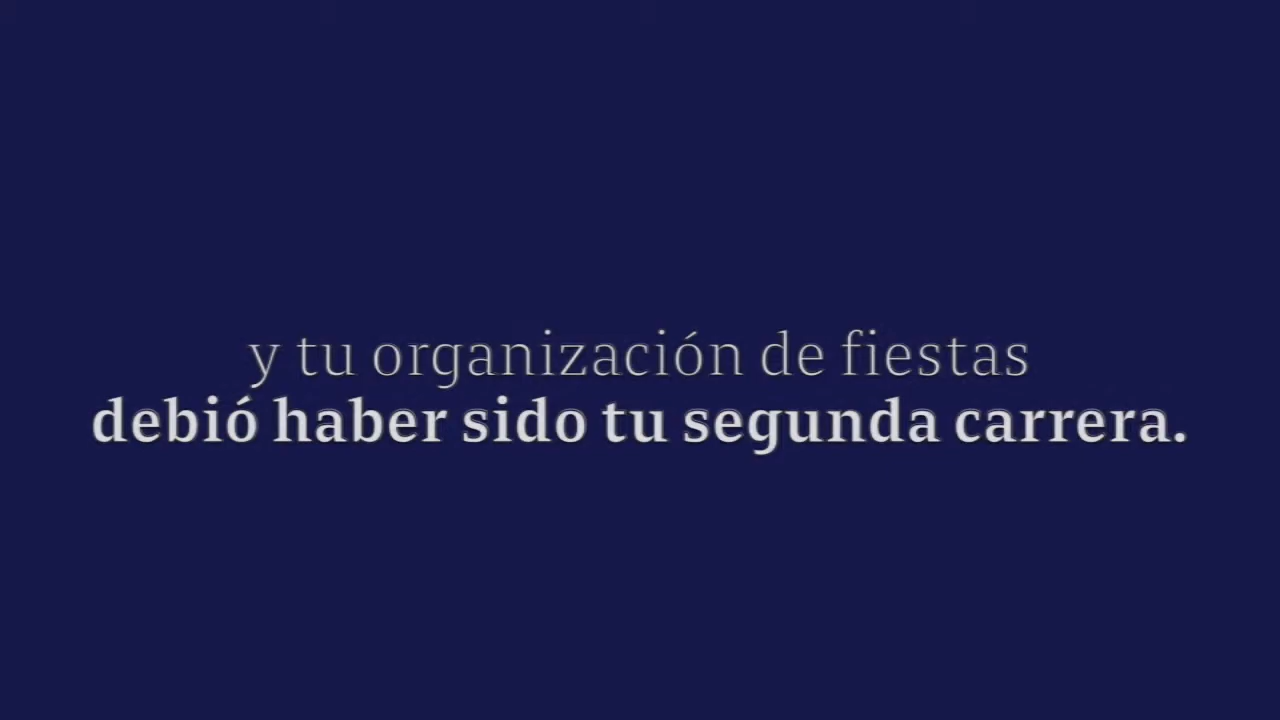 y tu organización de fiestas
debió haber sido tu segunda carrera.